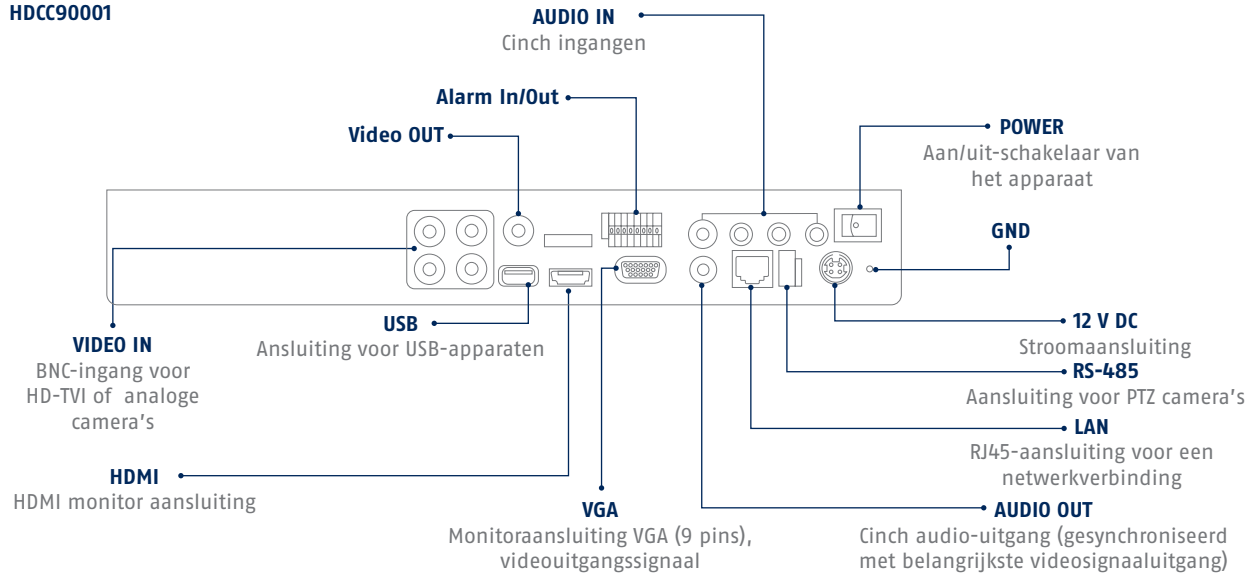 HDCC90001
AUDIO IN
Cinch ingangen
Alarm In/Out
Video OUT
POWER
Aan/uit-schakelaar van
het apparaat
GND
VIDEO IN
BNC-ingang voor
HD-TVI of analoge
camera's
USB
Ansluiting voor USB-apparaten
12 V DC
Stroomaansluiting
RS-485
Aansluiting voor PTZ camera's
LAN
RJ45-aansluiting voor een
netwerkverbinding
HDMI
HDMI monitor aansluiting
VGA
Monitoraansluiting VGA (9 pins),
videouitgangssignaal
AUDIO OUT
Cinch audio-uitgang (gesynchroniseerd
met belangrijkste videosignaaluitgang)